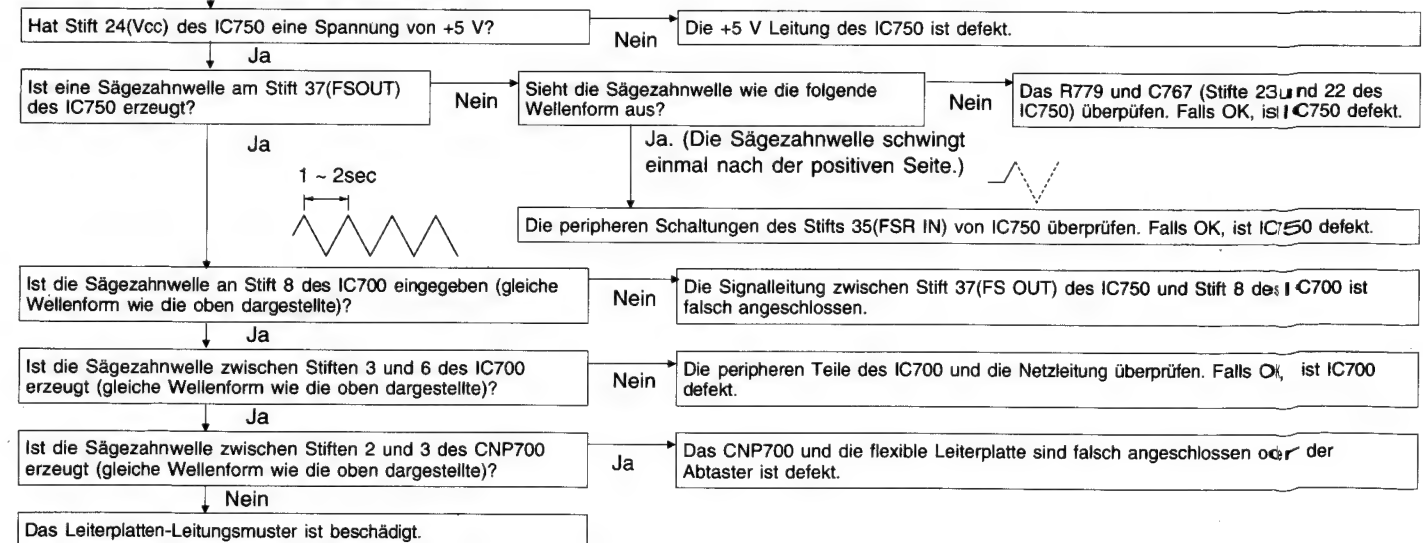 Hat Stift 24(Vcc) des IC750 eine Spannung von +5 V?
Nein
Die +5 V Leitung des IC750 ist defekt.
Ja
Ist eine Sägezahnwelle am Stift 37(FSOUT)
des IC750 erzeugt?
Nein
Sieht die Sägezahnwelle wie die folgende
Wellenform aus?
Nein
Das R779 und C767 (Stifte 23und 22 des
IC750) überpüfen. Falls OK, ist IC750 defekt.
Ja
Ja. (Die Sägezahnwelle schwingt
einmal nach der positiven Seite.)
1 ~ 2sec
Die peripheren Schaltungen des Stifts 35(FSR IN) von IC750 überprüfen. Falls OK, ist IC750 defekt.
Ist die Sägezahnwelle an Stift 8 des IC700 eingegeben (gleiche
Wellenform wie die oben dargestellte)?
Nein
Die Signalleitung zwischen Stift 37(FS OUT) des IC750 und Stift 8 des IC700 ist
falsch angeschlossen.
Ja
Ist die Sägezahnwelle zwischen Stiften 3 und 6 des IC700
erzeugt (gleiche Wellenform wie die oben dargestellte)?
Nein
Die peripheren Teile des IC700 und die Netzleitung überprüfen. Falls OK, ist IC700
defekt.
Ja
Ist die Sägezahnwelle zwischen Stiften 2 und 3 des CNP700
erzeugt (gleiche Wellenform wie die oben dargestellte)?
Ja
Das CNP700 und die flexible Leiterplatte sind falsch angeschlossen oder der
Abtaster ist defekt.
Nein
Das Leiterplatten-Leitungsmuster ist beschädigt.